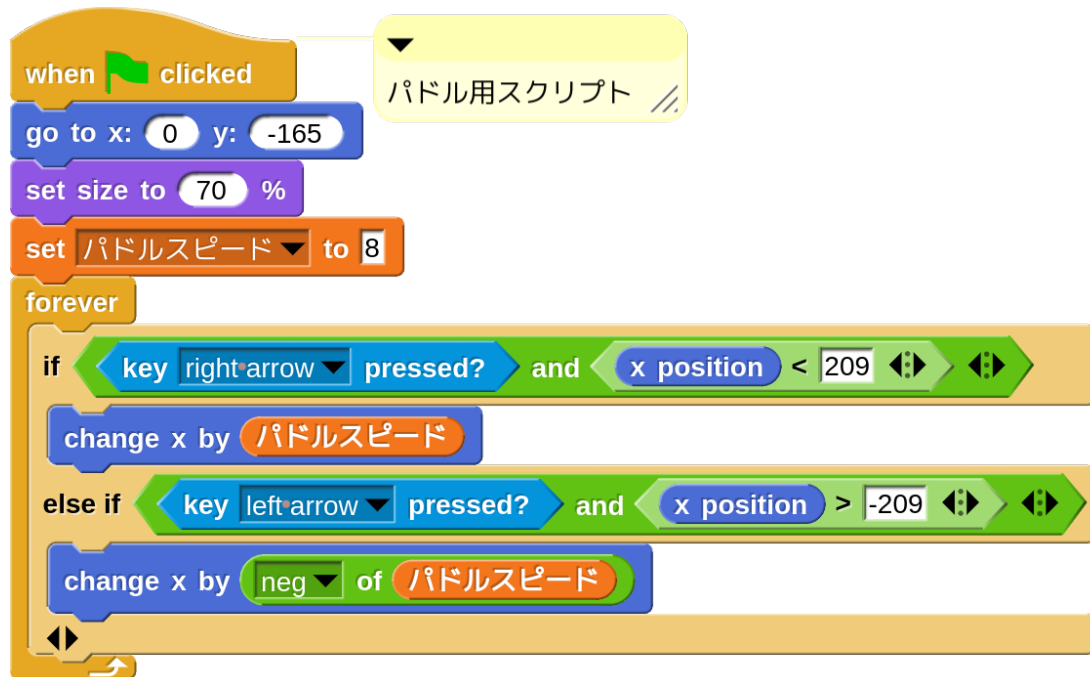 when clicked
パドル用スクリプト
go to x: 0 y: -165
set size to 70 %
set パドルスピード to 8
forever
if key right arrow pressed? and x position < 209
change x by パドルスピード
else if key left arrow pressed? and x position > -209
change x by neg of パドルスピード